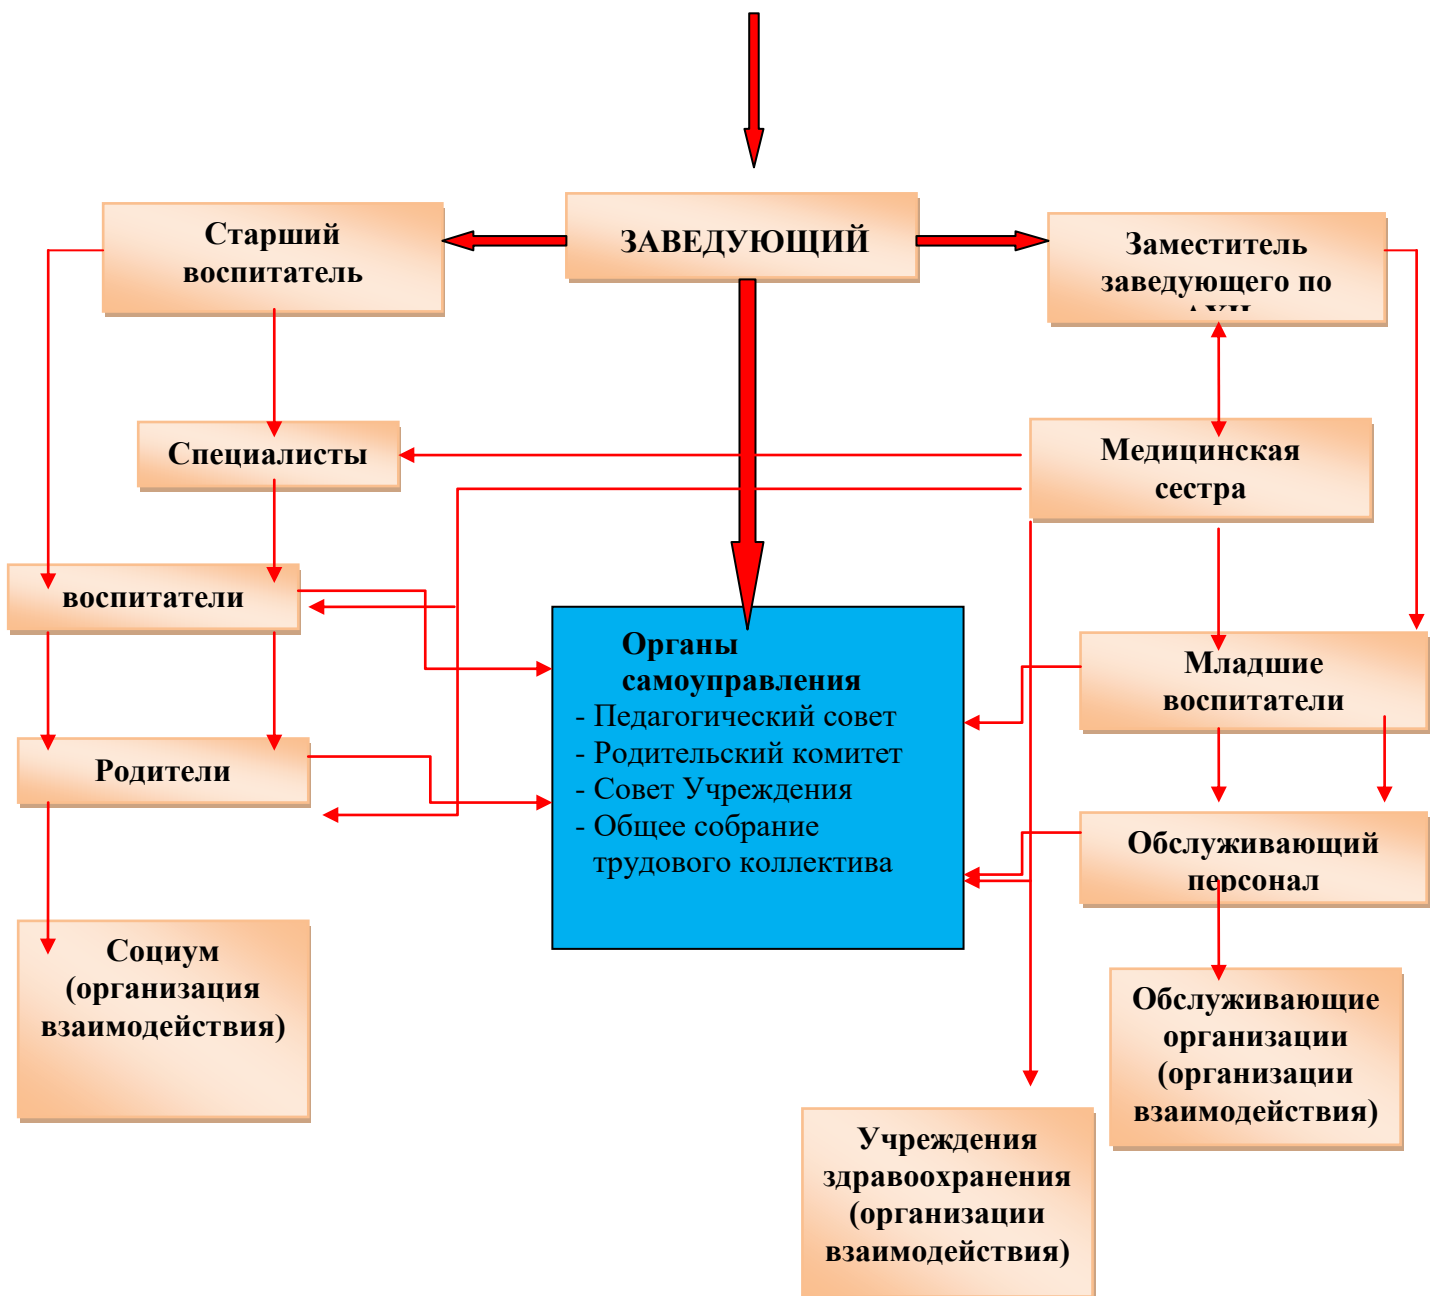 ЗАВЕДУЮЩИЙ
Старший
воспитатель
Заместитель
заведующего по
Специалисты
Медицинская
сестра
воспитатели
Органы
самоуправления
- Педагогический совет
- Родительский комитет
- Совет Учреждения
- Общее собрание
трудового коллектива
Младшие
воспитатели
Родители
Обслуживающий
персонал
Социум
(организация
взаимодействия)
Обслуживающие
организации
(организации
взаимодействия)
Учреждения
здравоохранения
(организации
взаимодействия)